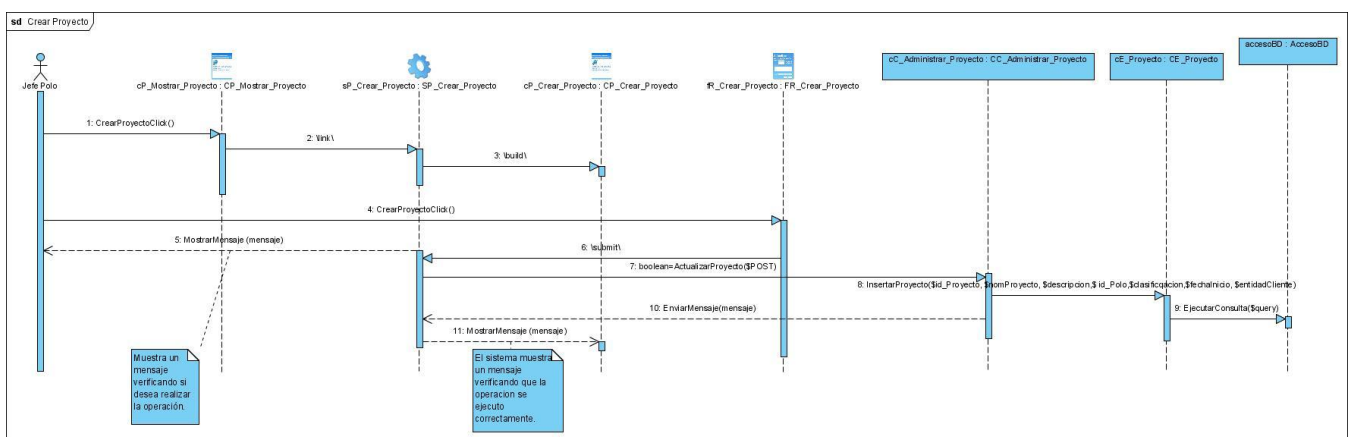 sd Crear Proyecto
accesoBD : AccesoBD
cC_Administrar_Proyecto : CC_Administrar_Proyecto
cE_Proyecto : CE_Proyecto
Jefe Polo
cP_Mostrar_Proyecto : CP_Mostrar_Proyecto
sP_Crear_Proyecto : SP_Crear_Proyecto
cP_Crear_Proyecto : CP_Crear_Proyecto
fR_Crear_Proyecto : FR_Crear_Proyecto
1: CrearProyectoClick()
2: \link\
3: \build\
4: CrearProyectoClick()
5: MostrarMensaje (mensaje)
6: \submit\
7: boolean=ActualizarProyecto($POST)
8: InsertarProyecto($id_Proyecto, $nomProyecto, $descripcion,$ id_Polo,$clasificqacion,$fechaInicio, $entidadCliente)
9: EjecutarConsulta($query)
10: EnviarMensaje(mensaje)
11: MostrarMensaje (mensaje)
Muestra un
mensaje
verificando si
desea realizar
la operación.
El sistema muestra
un mensaje
verificando que la
operacion se
ejecuto
correctamente.